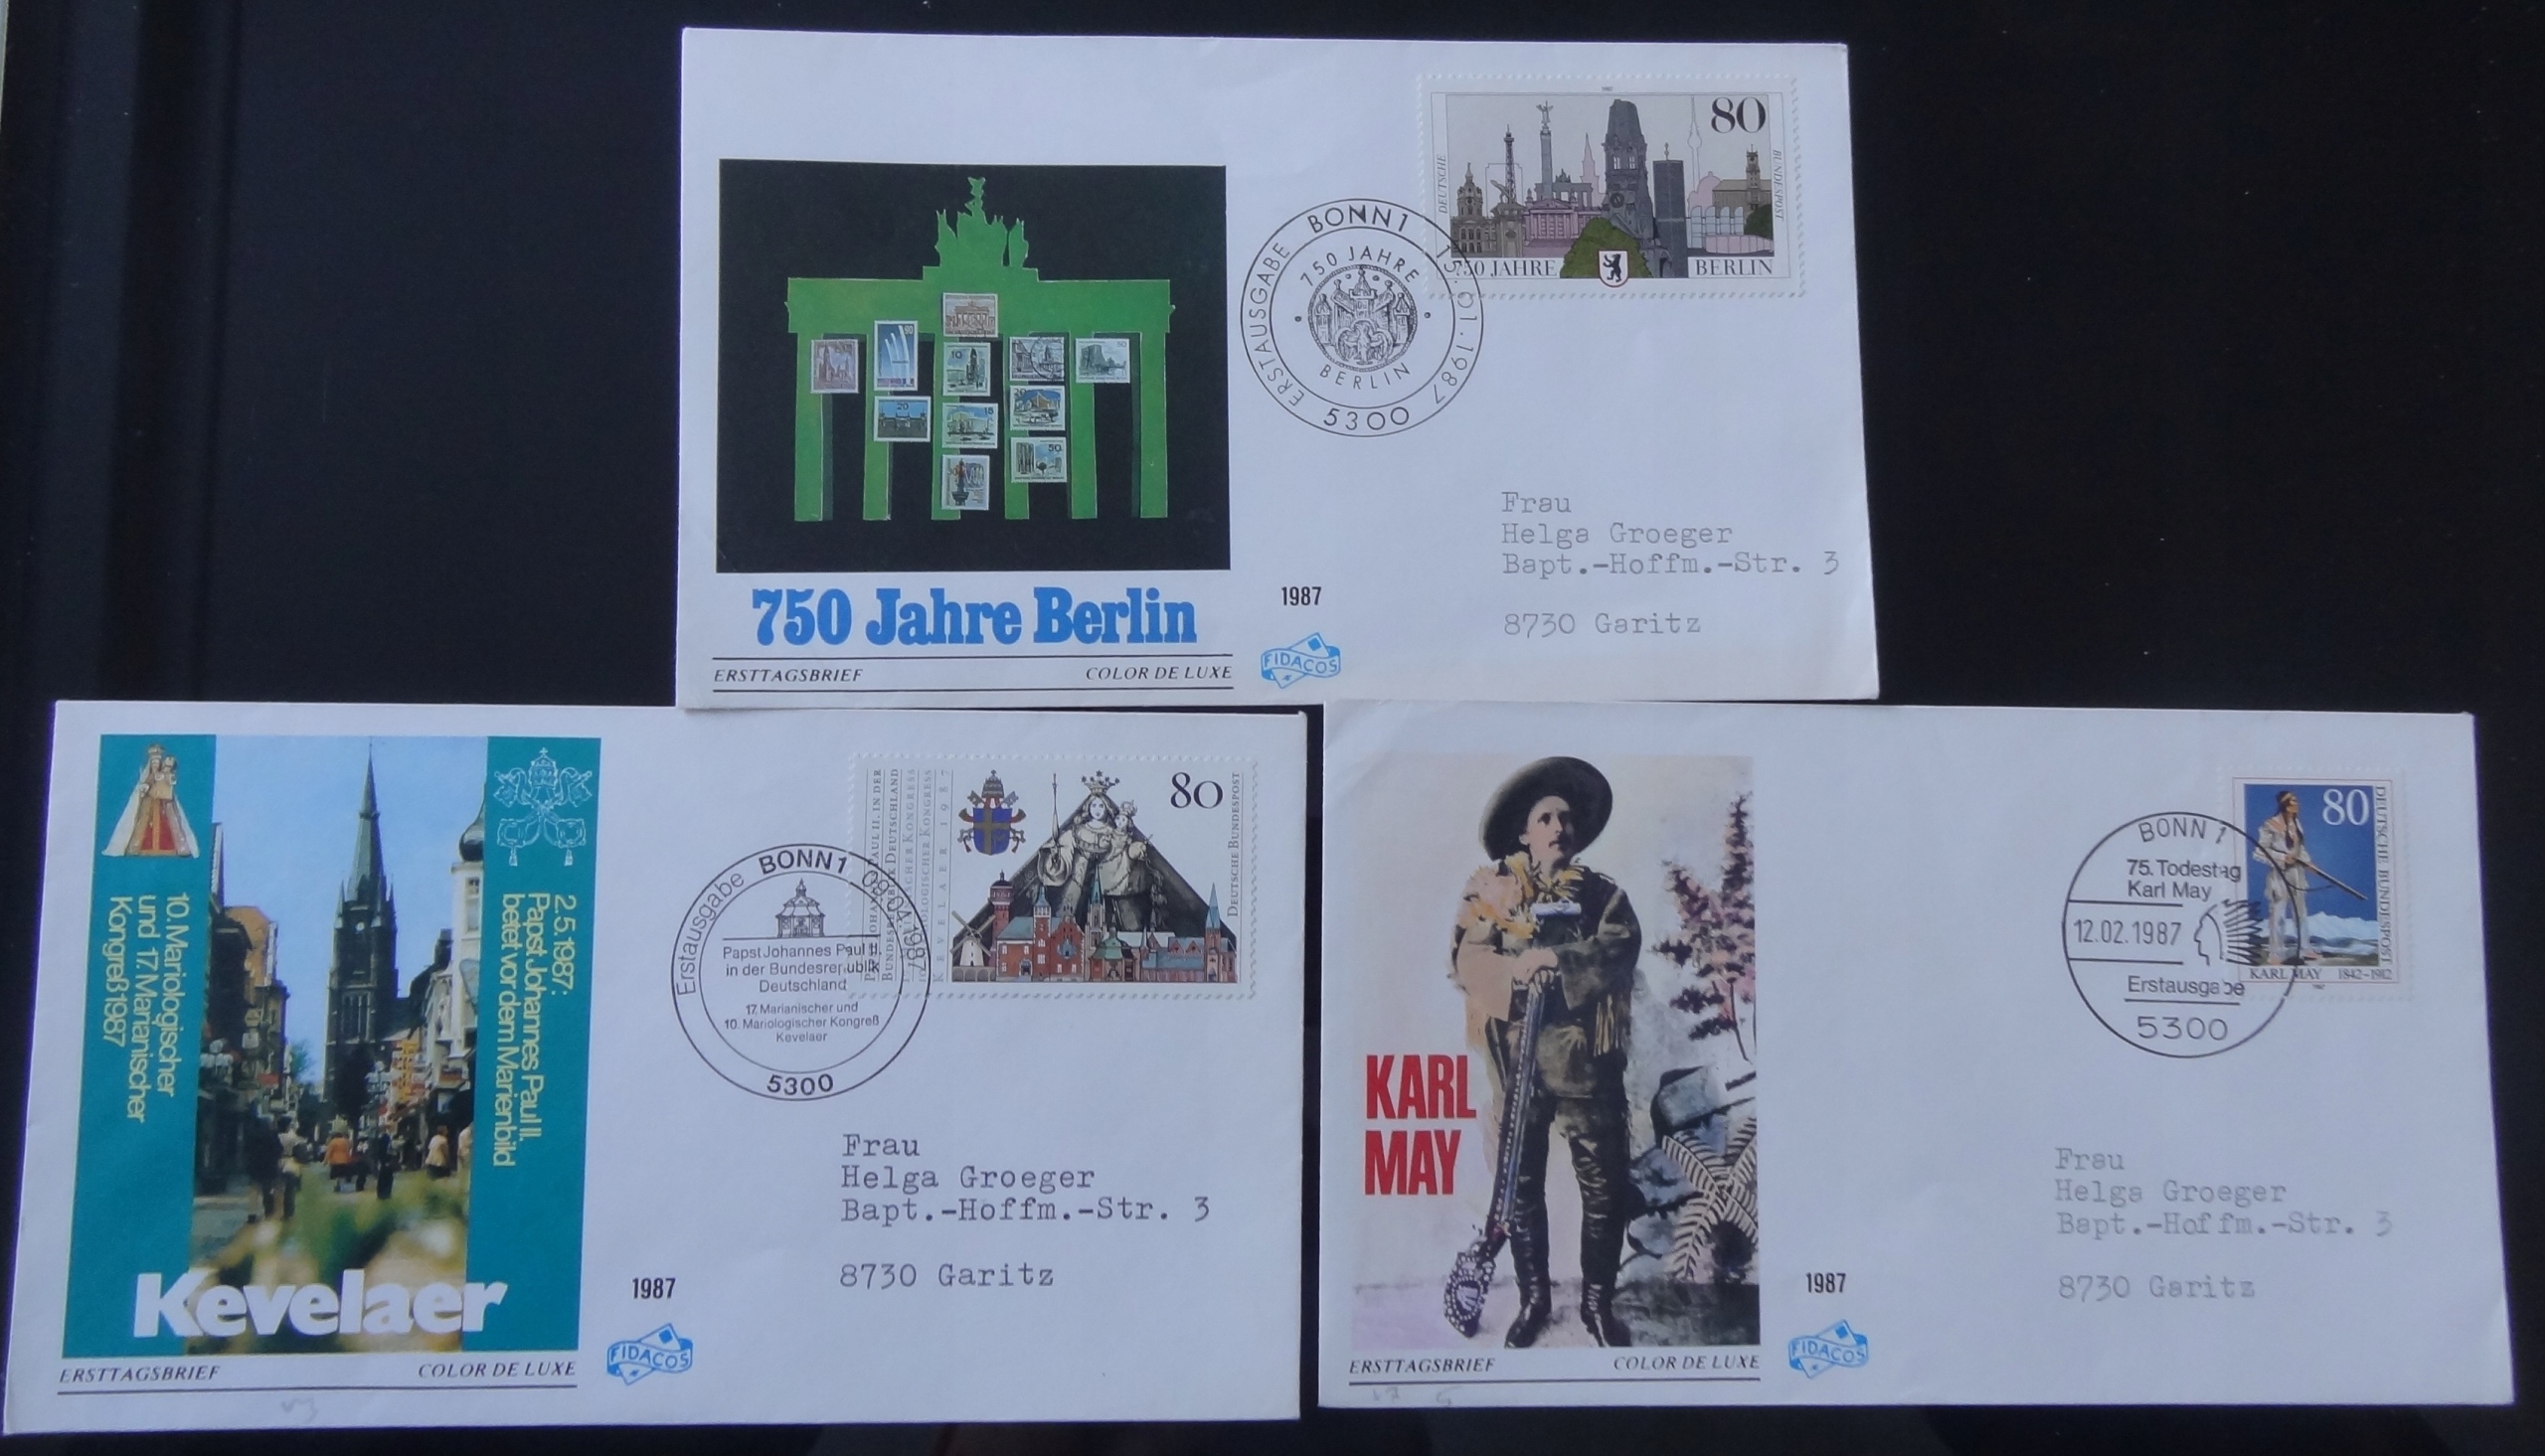 80
DEUTSCHE
BUNDESPOST
750 JAHRE
BERLIN
ERSTAUSGABE BONN 1 15.01.1987
750 JAHRE
BERLIN
5300
Frau
Helga Groeger
Bapt.-Hoffm.-Str. 3
8730 Garitz
750 Jahre Berlin
1987
ERSTTAGSBRIEF COLOR DE LUXE
FIDACOS
10. Mariologischer
und 17. Marianischer
Kongreß 1987
2.5.1987:
Papst Johannes Paul II.
betet vor dem Marienbild
Kevelaer
ERSTTAGSBRIEF COLOR DE LUXE
1987
FIDACOS
80
DEUTSCHE BUNDESPOST
KEVELAER 1987
Erstausgabe BONN 1
Papst Johannes Paul II.
in der Bundesrepublik
Deutschland
17. Marianischer und
10. Mariologischer Kongreß
Kevelaer
5300
Frau
Helga Groeger
Bapt.-Hoffm.-Str. 3
8730 Garitz
KARL
MAY
ERSTTAGSBRIEF COLOR DE LUXE
1987
FIDACOS
80
DEUTSCHE BUNDESPOST
KARL MAY 1842-1912
BONN 1
75. Todestag
Karl May
12.02.1987
Erstausgabe
5300
Frau
Helga Groeger
Bapt.-Hoffm.-Str. 3
8730 Garitz